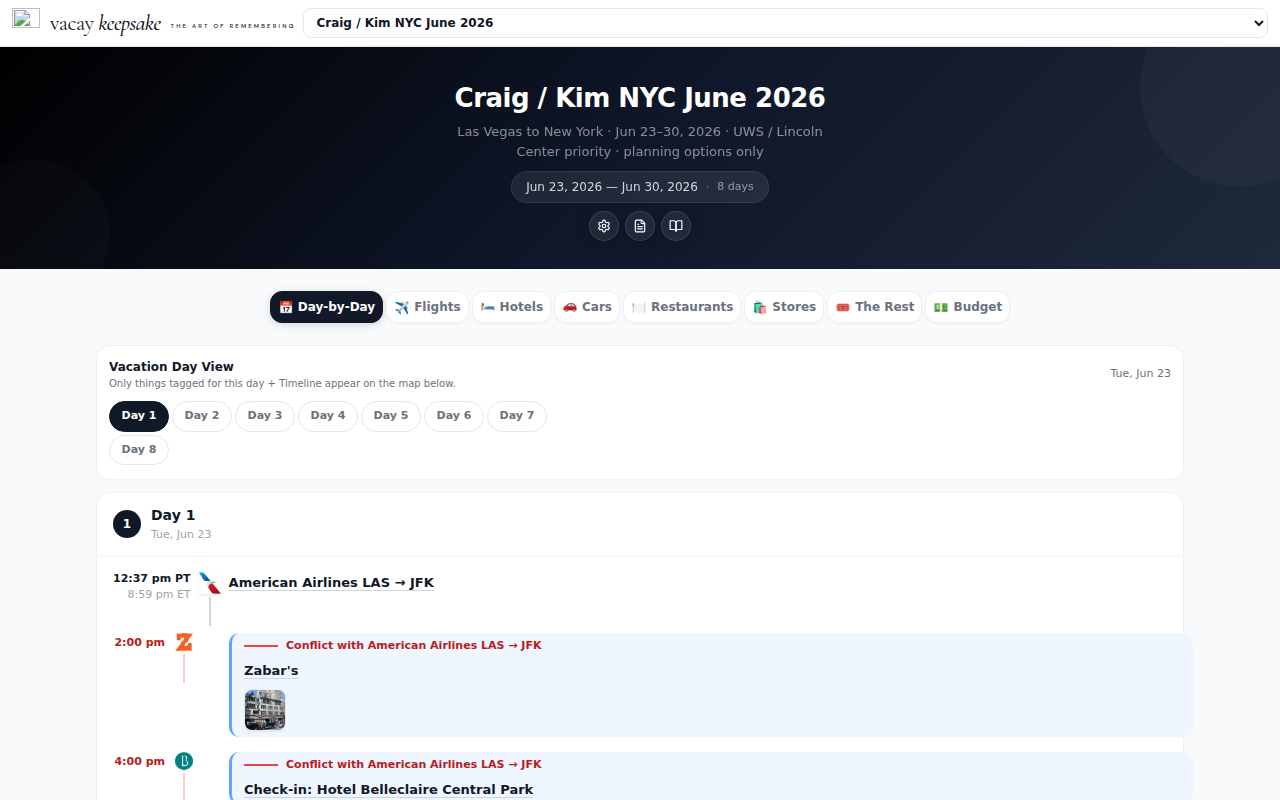 vacay keepsake THE ART OF REMEMBERING
Craig / Kim NYC June 2026
Craig / Kim NYC June 2026
Las Vegas to New York · Jun 23–30, 2026 · UWS / Lincoln
Center priority · planning options only
Jun 23, 2026 — Jun 30, 2026 · 8 days
Day-by-Day
Flights
Hotels
Cars
Restaurants
Stores
The Rest
Budget
Vacation Day View
Only things tagged for this day + Timeline appear on the map below.
Tue, Jun 23
Day 1
Day 2
Day 3
Day 4
Day 5
Day 6
Day 7
Day 8
1
Day 1
Tue, Jun 23
12:37 pm PT
8:59 pm ET
American Airlines LAS → JFK
2:00 pm
Conflict with American Airlines LAS → JFK
Zabar's
4:00 pm
Conflict with American Airlines LAS → JFK
Check-in: Hotel Belleclaire Central Park